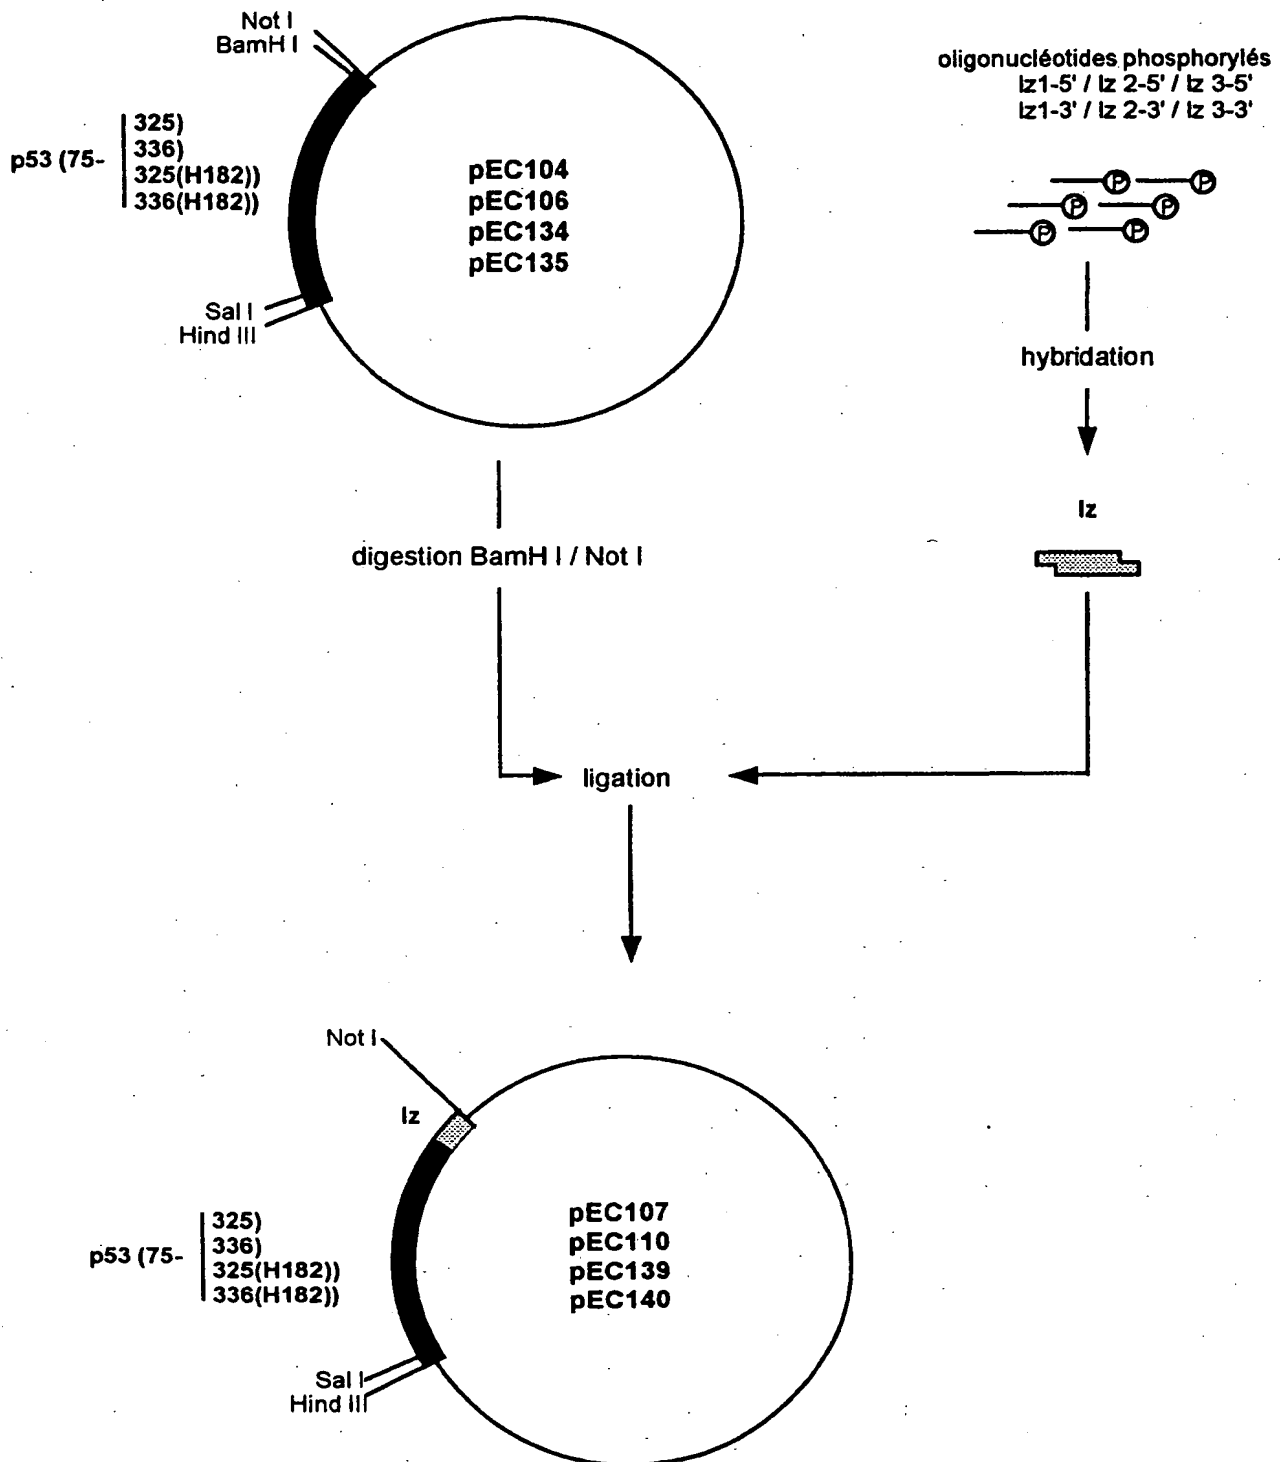 Not I
BamH I
p53 (75-
325)
336)
325(H182))
336(H182))
pEC104
pEC106
pEC134
pEC135
Sal I
Hind III
oligonucléotides phosphorylés
lz1-5' / lz 2-5' / lz 3-5'
lz1-3' / lz 2-3' / lz 3-3'
P P
P P
P P
hybridation
lz
digestion BamH I / Not I
ligation
Not I
lz
p53 (75-
325)
336)
325(H182))
336(H182))
pEC107
pEC110
pEC139
pEC140
Sal I
Hind III